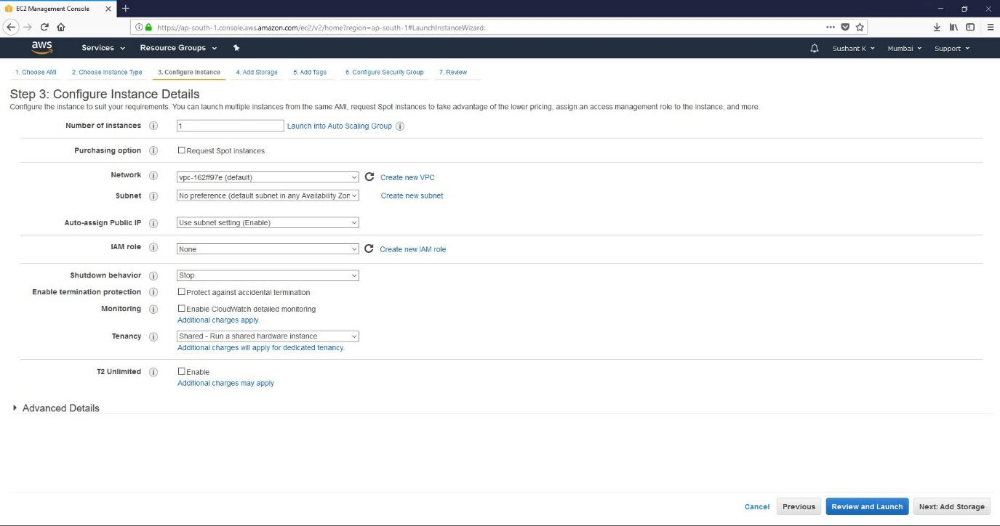 EC2 Management Console
https://ap-south-1.console.aws.amazon.com/ec2/v2/home?region=ap-south-1#LaunchInstanceWizard:
aws Services Resource Groups Sushant K Mumbai Support
1. Choose AMI 2. Choose Instance Type 3. Configure Instance 4. Add Storage 5. Add Tags 6. Configure Security Group 7. Review
Step 3: Configure Instance Details
Configure the instance to suit your requirements. You can launch multiple instances from the same AMI, request Spot instances to take advantage of the lower pricing, assign an access management role to the instance, and more.
Number of instances 1 Launch into Auto Scaling Group
Purchasing option Request Spot instances
Network vpc-162ff97e (default) Create new VPC
Subnet No preference (default subnet in any Availability Zon Create new subnet
Auto-assign Public IP Use subnet setting (Enable)
IAM role None Create new IAM role
Shutdown behavior Stop
Enable termination protection Protect against accidental termination
Monitoring Enable CloudWatch detailed monitoring
Additional charges apply.
Tenancy Shared - Run a shared hardware instance
Additional charges will apply for dedicated tenancy.
T2 Unlimited Enable
Additional charges may apply
Advanced Details
Cancel Previous Review and Launch Next: Add Storage